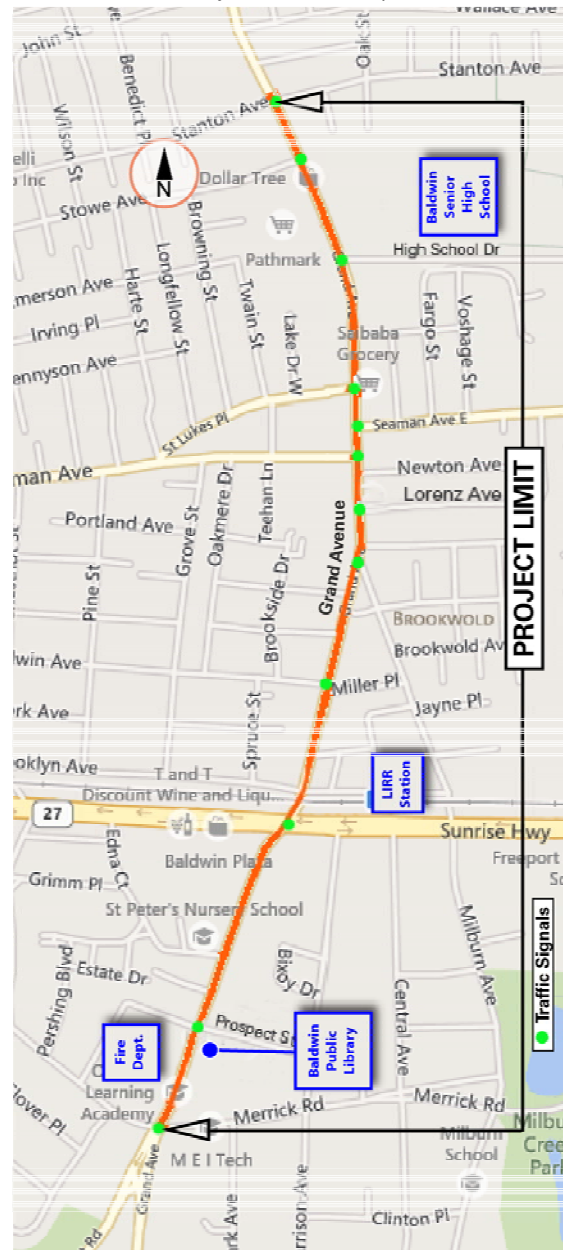 Wallace Ave
John St
Oak St
Benedict Pl
Stanton Ave
Stanton Ave
Wilson St
elli
Inc
Dollar Tree
Baldwin
Senior
High
School
N
Stowe Ave
Browning St
High School Dr
Pathmark
Longfellow St
Harte St
merson Ave
Twain St
Irving Pl
Lake Dr W
Fargo St
Voshage St
Saibaba
Grocery
ennyson Ave
St Lukes Pl
Seaman Ave E
man Ave
Newton Ave
Lorenz Ave
Oakmere Dr
Teehan Ln
Grove St
Portland Ave
Grand Avenue
PROJECT LIMIT
Pine St
Brookside Dr
BROOKWOLD
Brookwold Av
lwin Ave
Miller Pl
Jayne Pl
rk Ave
Spruce St
ooklyn Ave
T and T
Discount Wine and Liqu...
LIRR
Station
27
Sunrise Hwy
Edna Ct
Baldwin Plaza
Freeport
Grimm Pl
St Peter's Nursery School
Milburn Ave
Traffic Signals
Pershing Blvd
Estate Dr
Bixby Dr
Central Ave
Prospect S
Fire
Dept.
Baldwin
Public
Library
Learning
Academy
Merrick Rd
Merrick Rd
lover Pl
Milbu
Cree
Park
Milburn
School
M E I Tech
Grand Ave
Rd
rk Ave
rrison Ave
Clinton Pl